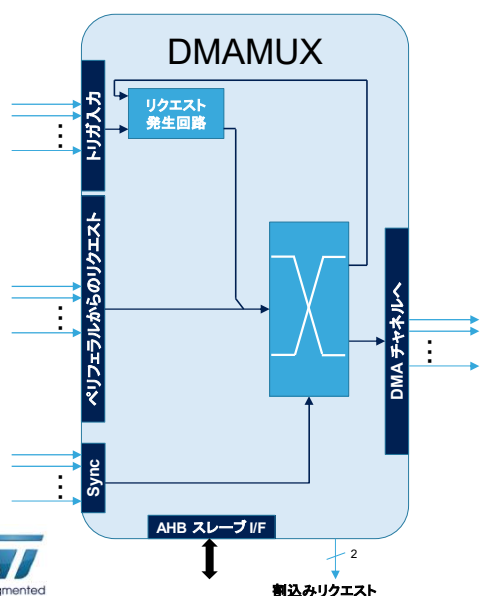 DMAMUX
トリガ入力
リクエスト
発生回路
ペリフェラルからのリクエスト
DMA チャネルへ
Sync
AHB スレーブ I/F
2
割込みリクエスト